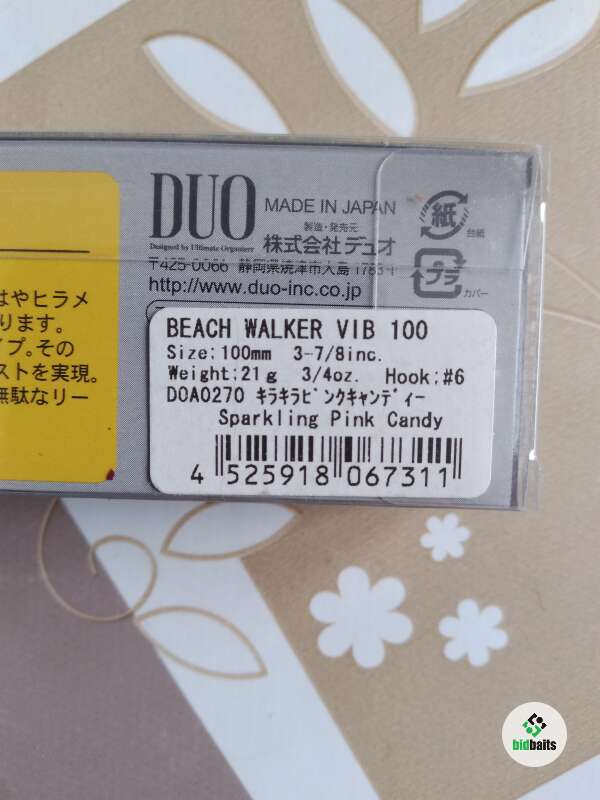 DUO
Designed by Ultimate Organizer
MADE IN JAPAN
製造・発売元
株式会社デュオ
〒425-0066 静岡県焼津市大島 1783-1
http://www.duo-inc.co.jp
紙
台紙
プラ
カバー
はやヒラメ
ります。
イプ。その
ストを実現。
無駄なリー
BEACH WALKER VIB 100
Size:100mm 3-7/8inc.
Weight:21g 3/4oz. Hook:#6
DOA0270 キラキラピンクキャンディー
Sparkling Pink Candy
4 525918 067311
bidbaits